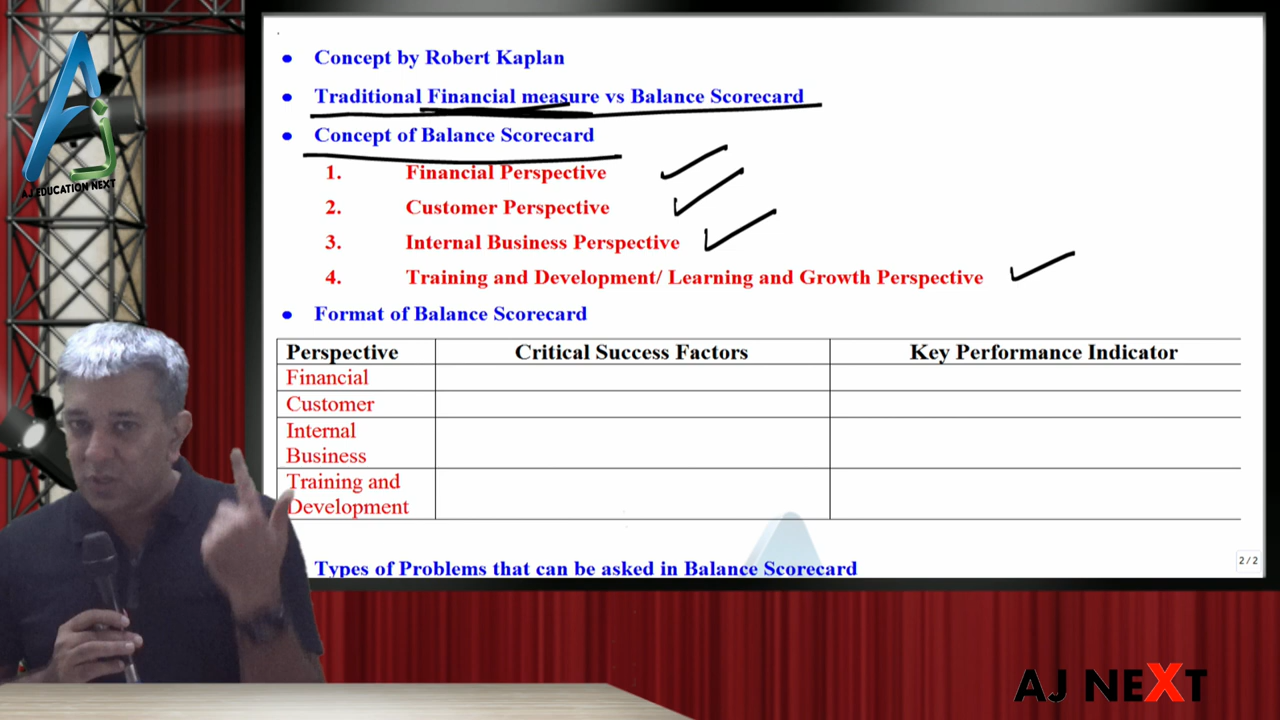 AJ EDUCATION NEXT
• Concept by Robert Kaplan
• Traditional Financial measure vs Balance Scorecard
• Concept of Balance Scorecard
1. Financial Perspective
2. Customer Perspective
3. Internal Business Perspective
4. Training and Development/ Learning and Growth Perspective
• Format of Balance Scorecard
Perspective Critical Success Factors Key Performance Indicator
Financial
Customer
Internal
Business
Training and
Development
Types of Problems that can be asked in Balance Scorecard
2/2
AJ NEXT